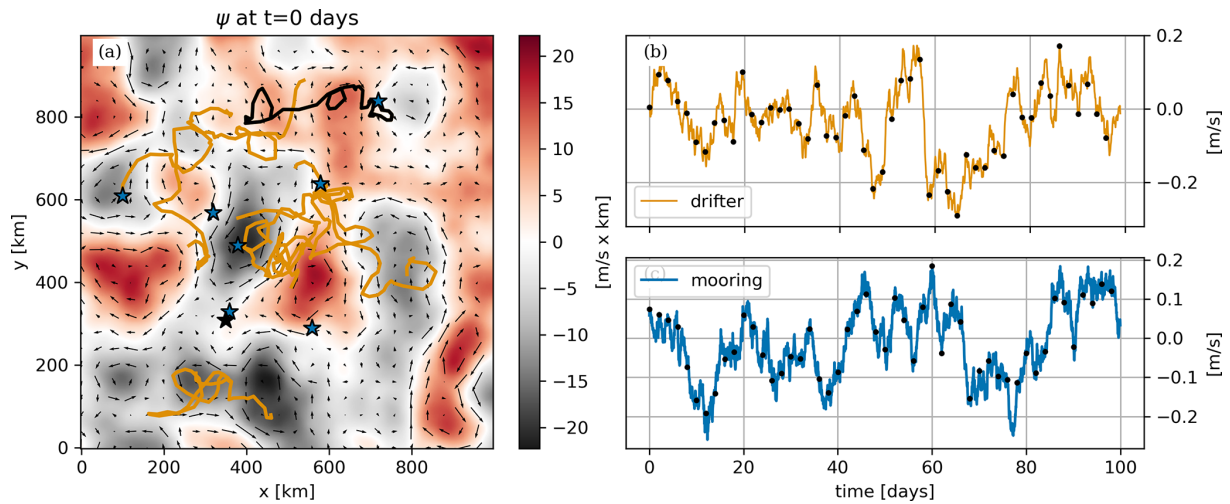 ψ at t=0 days
(a)
y [km]
0
200
400
600
800
0 200 400 600 800
x [km]
20
15
10
5
0
−5
−10
−15
−20
[m/s x km]
(b)
drifter
0.2
0.0
−0.2
[m/s]
(c)
mooring
0.2
0.1
0.0
−0.1
−0.2
[m/s]
0 20 40 60 80 100
time [days]